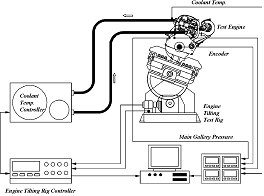 Coolant Temp.
Test Engine
Encoder
Coolant
Temp.
Controller
Engine
Tilting
Test Rig
Main Gallery Pressure
Engine Tilting Rig Controller